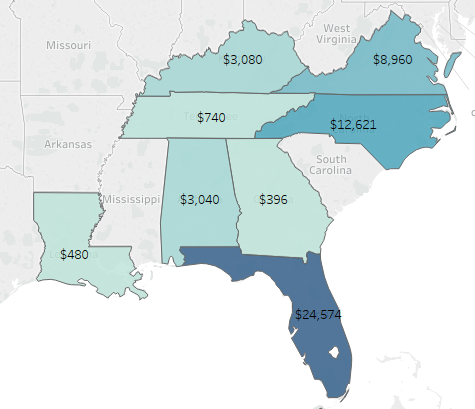 Missouri
West
Virginia
$3,080
$8,960
$740
$12,621
Arkansas
South
Carolina
Mississippi
$3,040
$396
$480
$24,574